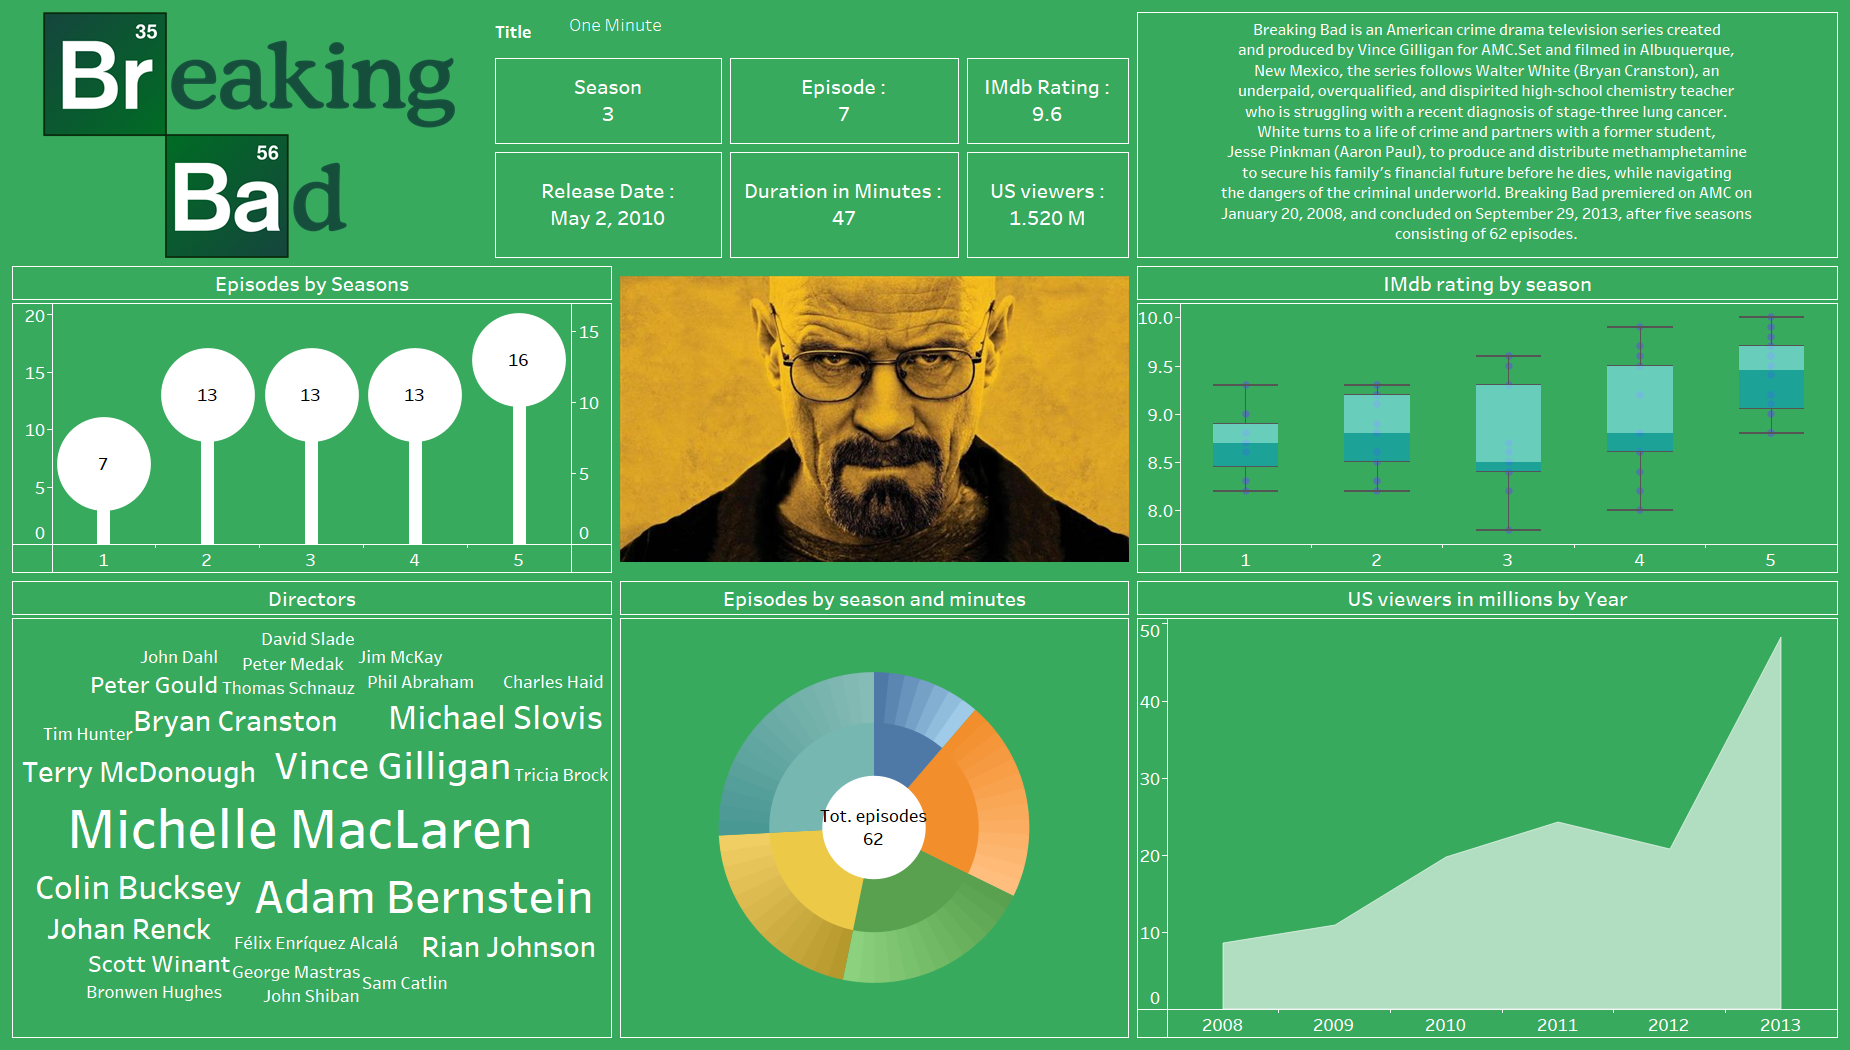 35
Breaking
56
Bad
Title
One Minute
Season
3
Episode :
7
IMdb Rating :
9.6
Release Date :
May 2, 2010
Duration in Minutes :
47
US viewers :
1.520 M
Breaking Bad is an American crime drama television series created
and produced by Vince Gilligan for AMC.Set and filmed in Albuquerque,
New Mexico, the series follows Walter White (Bryan Cranston), an
underpaid, overqualified, and dispirited high-school chemistry teacher
who is struggling with a recent diagnosis of stage-three lung cancer.
White turns to a life of crime and partners with a former student,
Jesse Pinkman (Aaron Paul), to produce and distribute methamphetamine
to secure his family’s financial future before he dies, while navigating
the dangers of the criminal underworld. Breaking Bad premiered on AMC on
January 20, 2008, and concluded on September 29, 2013, after five seasons
consisting of 62 episodes.
Episodes by Seasons
20
15
10
5
0
7
13
13
13
16
15
10
5
0
1
2
3
4
5
IMdb rating by season
10.0
9.5
9.0
8.5
8.0
1
2
3
4
5
Directors
David Slade
John Dahl
Peter Medak
Jim McKay
Peter Gould
Thomas Schnauz
Phil Abraham
Charles Haid
Tim Hunter
Bryan Cranston
Michael Slovis
Terry McDonough
Vince Gilligan
Tricia Brock
Michelle MacLaren
Colin Bucksey
Adam Bernstein
Johan Renck
Félix Enríquez Alcalá
Rian Johnson
Scott Winant
George Mastras
Sam Catlin
Bronwen Hughes
John Shiban
Episodes by season and minutes
Tot. episodes
62
US viewers in millions by Year
50
40
30
20
10
0
2008
2009
2010
2011
2012
2013